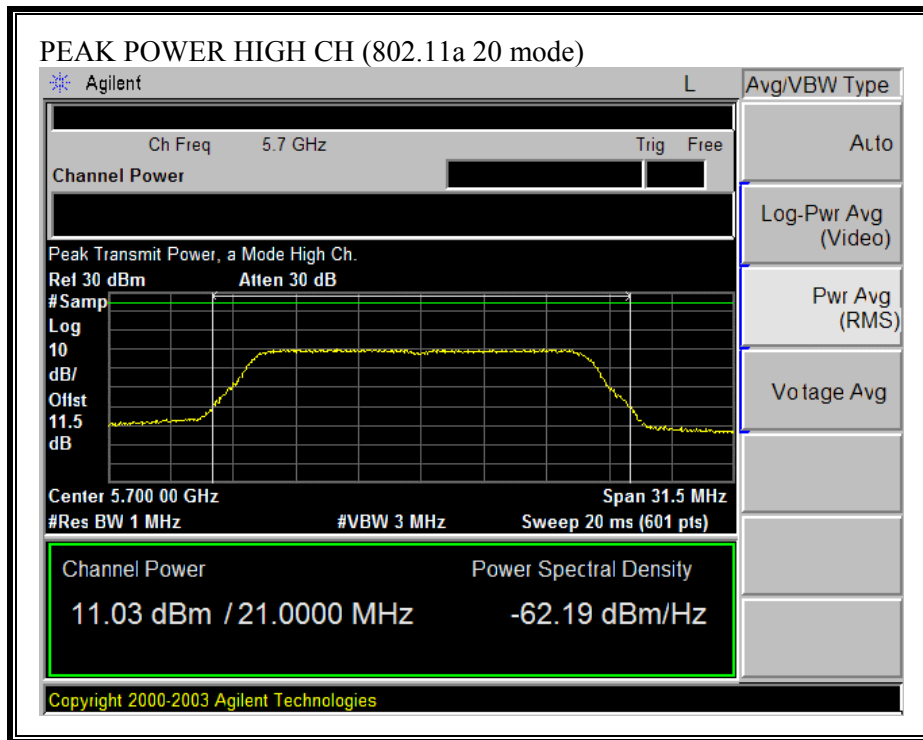 PEAK POWER HIGH CH (802.11a 20 mode)
Agilent L Avg/VBW Type
Ch Freq 5.7 GHz Trig Free
Channel Power
Auto
Log-Pwr Avg
(Video)
Pwr Avg
(RMS)
Votage Avg
Peak Transmit Power, a Mode High Ch.
Ref 30 dBm Atten 30 dB
#Samp
Log
10
dB/
Offst
11.5
dB
Center 5.700 00 GHz Span 31.5 MHz
#Res BW 1 MHz #VBW 3 MHz Sweep 20 ms (601 pts)
Channel Power Power Spectral Density
11.03 dBm / 21.0000 MHz -62.19 dBm/Hz
Copyright 2000-2003 Agilent Technologies